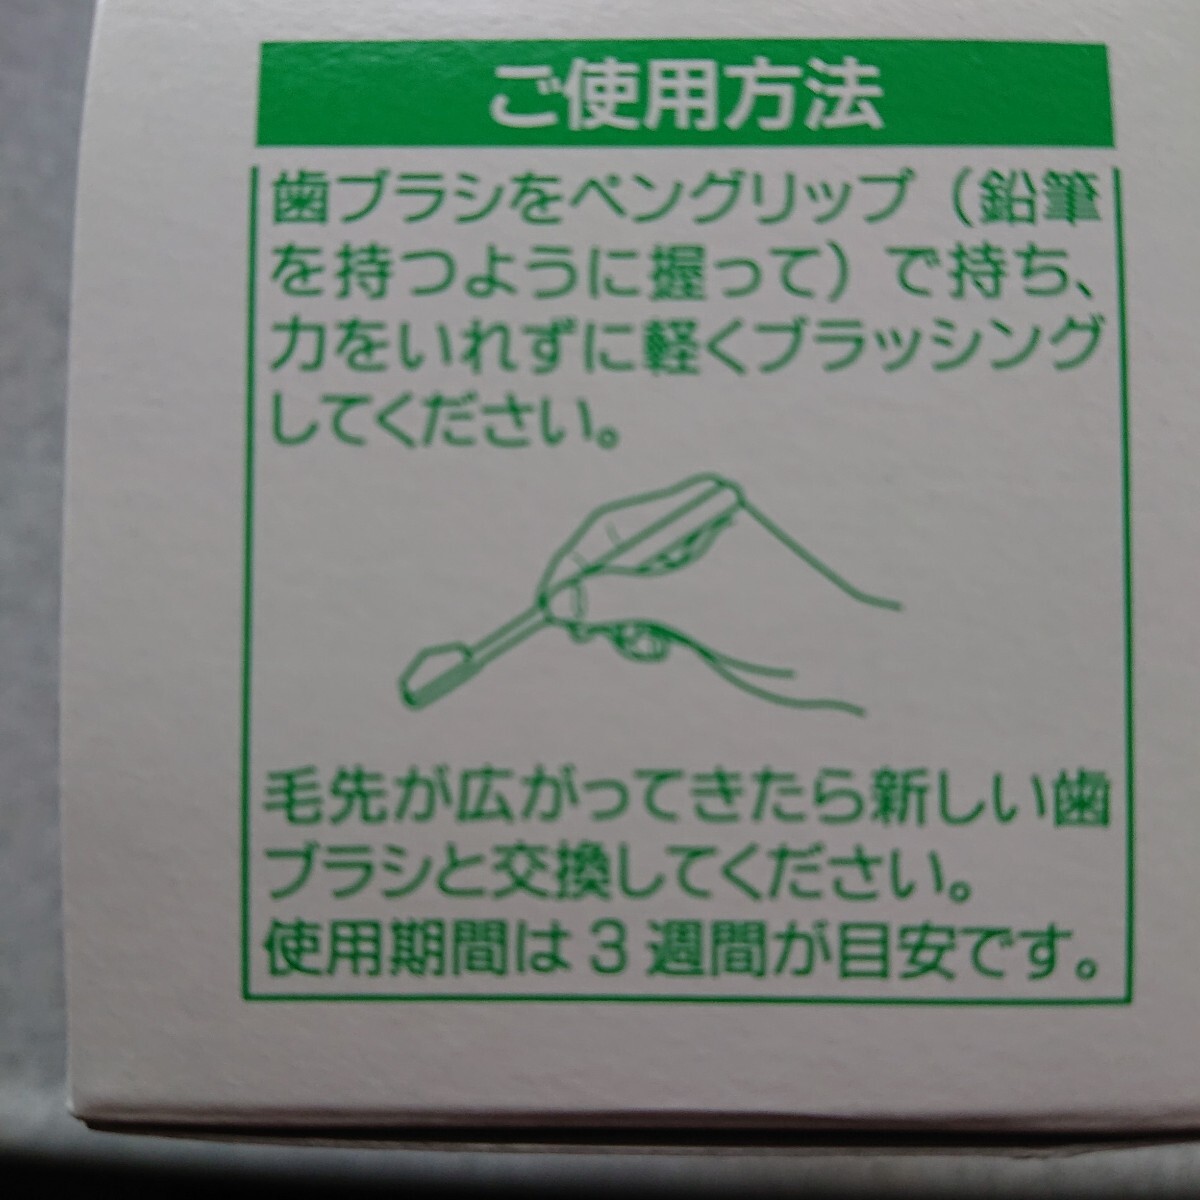 ご使用方法
歯ブラシをペングリップ（鉛筆
を持つように握って）で持ち、
力をいれずに軽くブラッシング
してください。
毛先が広がってきたら新しい歯
ブラシと交換してください。
使用期間は3週間が目安です。